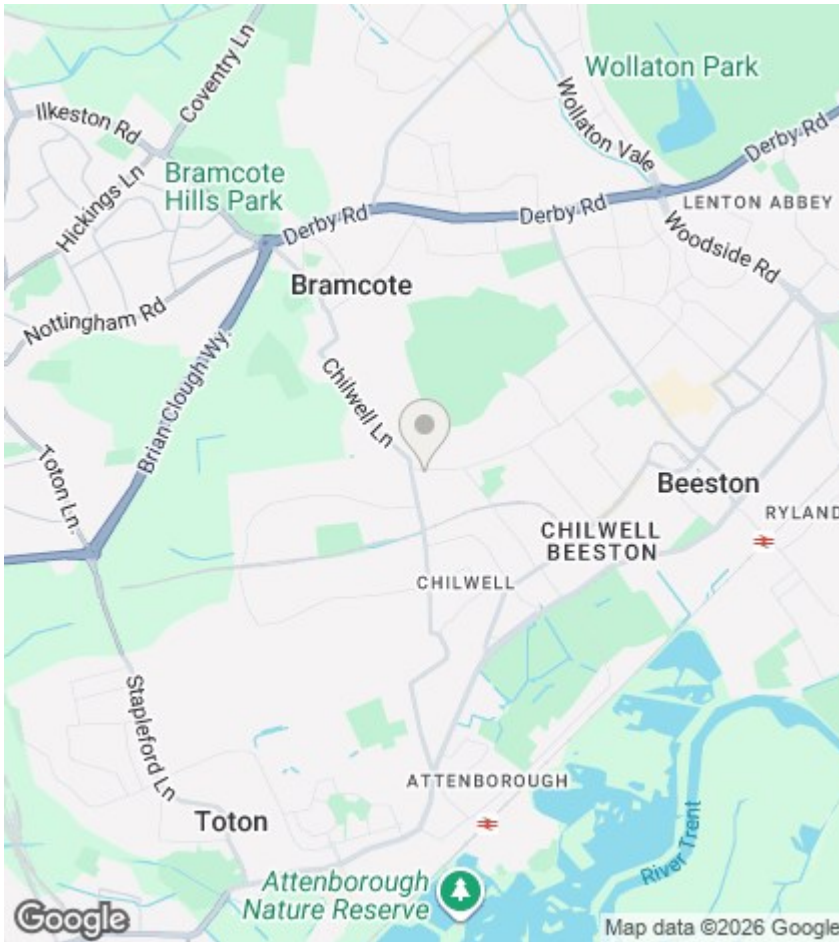 Coventry Ln
Wollaton Park
Ilkeston Rd
Wollaton Vale
Derby Rd
Bramcote
Hills Park
Hickings Ln
LENTON ABBEY
Derby Rd
Derby Rd
Woodside Rd
Bramcote
Nottingham Rd
Brian Clough Wy.
Chilwell Ln
Toton Ln.
Beeston
RYLAND
CHILWELL
BEESTON
CHILWELL
Stapleford Ln
ATTENBOROUGH
Toton
River Trent
Attenborough
Nature Reserve
Google
Map data ©2026 Google